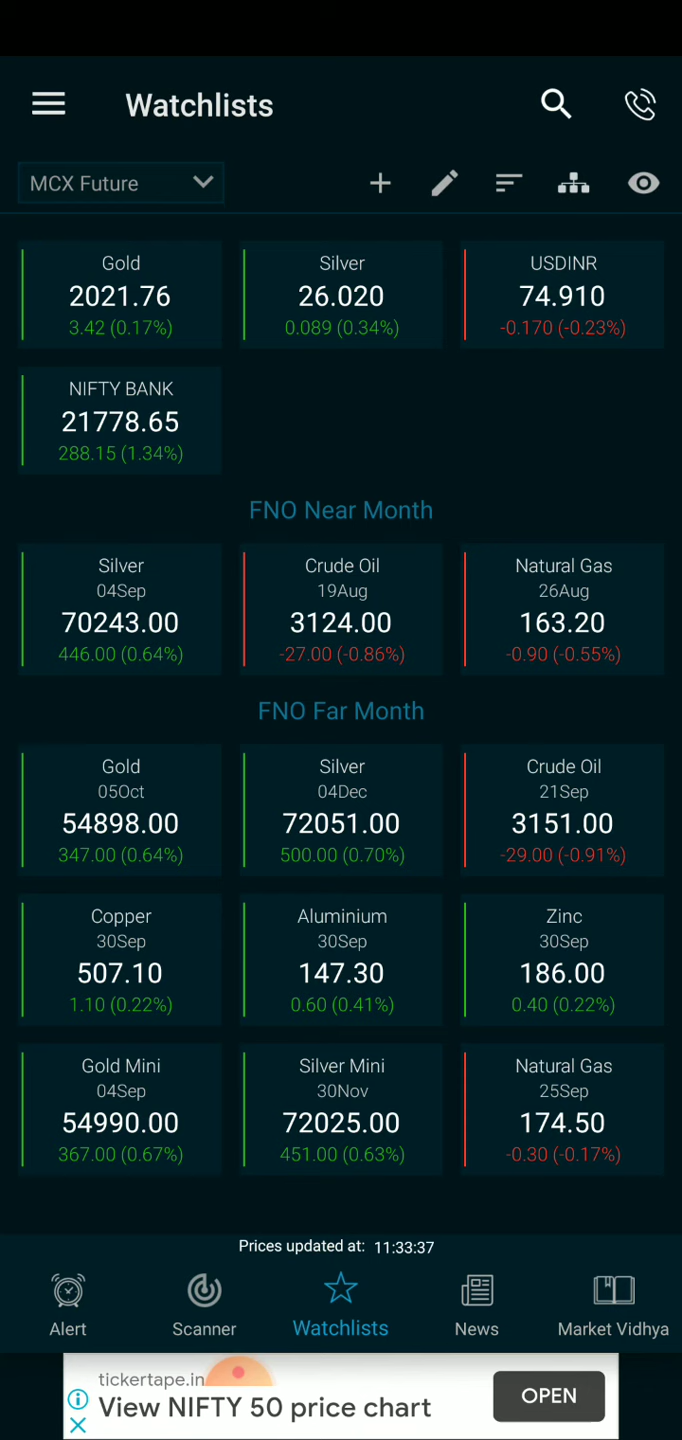 Watchlists
MCX Future
Gold
2021.76
3.42 (0.17%)
Silver
26.020
0.089 (0.34%)
USDINR
74.910
-0.170 (-0.23%)
NIFTY BANK
21778.65
288.15 (1.34%)
FNO Near Month
Silver
04Sep
70243.00
446.00 (0.64%)
Crude Oil
19Aug
3124.00
-27.00 (-0.86%)
Natural Gas
26Aug
163.20
-0.90 (-0.55%)
FNO Far Month
Gold
05Oct
54898.00
347.00 (0.64%)
Silver
04Dec
72051.00
500.00 (0.70%)
Crude Oil
21Sep
3151.00
-29.00 (-0.91%)
Copper
30Sep
507.10
1.10 (0.22%)
Aluminium
30Sep
147.30
0.60 (0.41%)
Zinc
30Sep
186.00
0.40 (0.22%)
Gold Mini
04Sep
54990.00
367.00 (0.67%)
Silver Mini
30Nov
72025.00
451.00 (0.63%)
Natural Gas
25Sep
174.50
-0.30 (-0.17%)
Prices updated at: 11:33:37
Alert
Scanner
Watchlists
News
Market Vidhya
tickertape.in
View NIFTY 50 price chart
OPEN